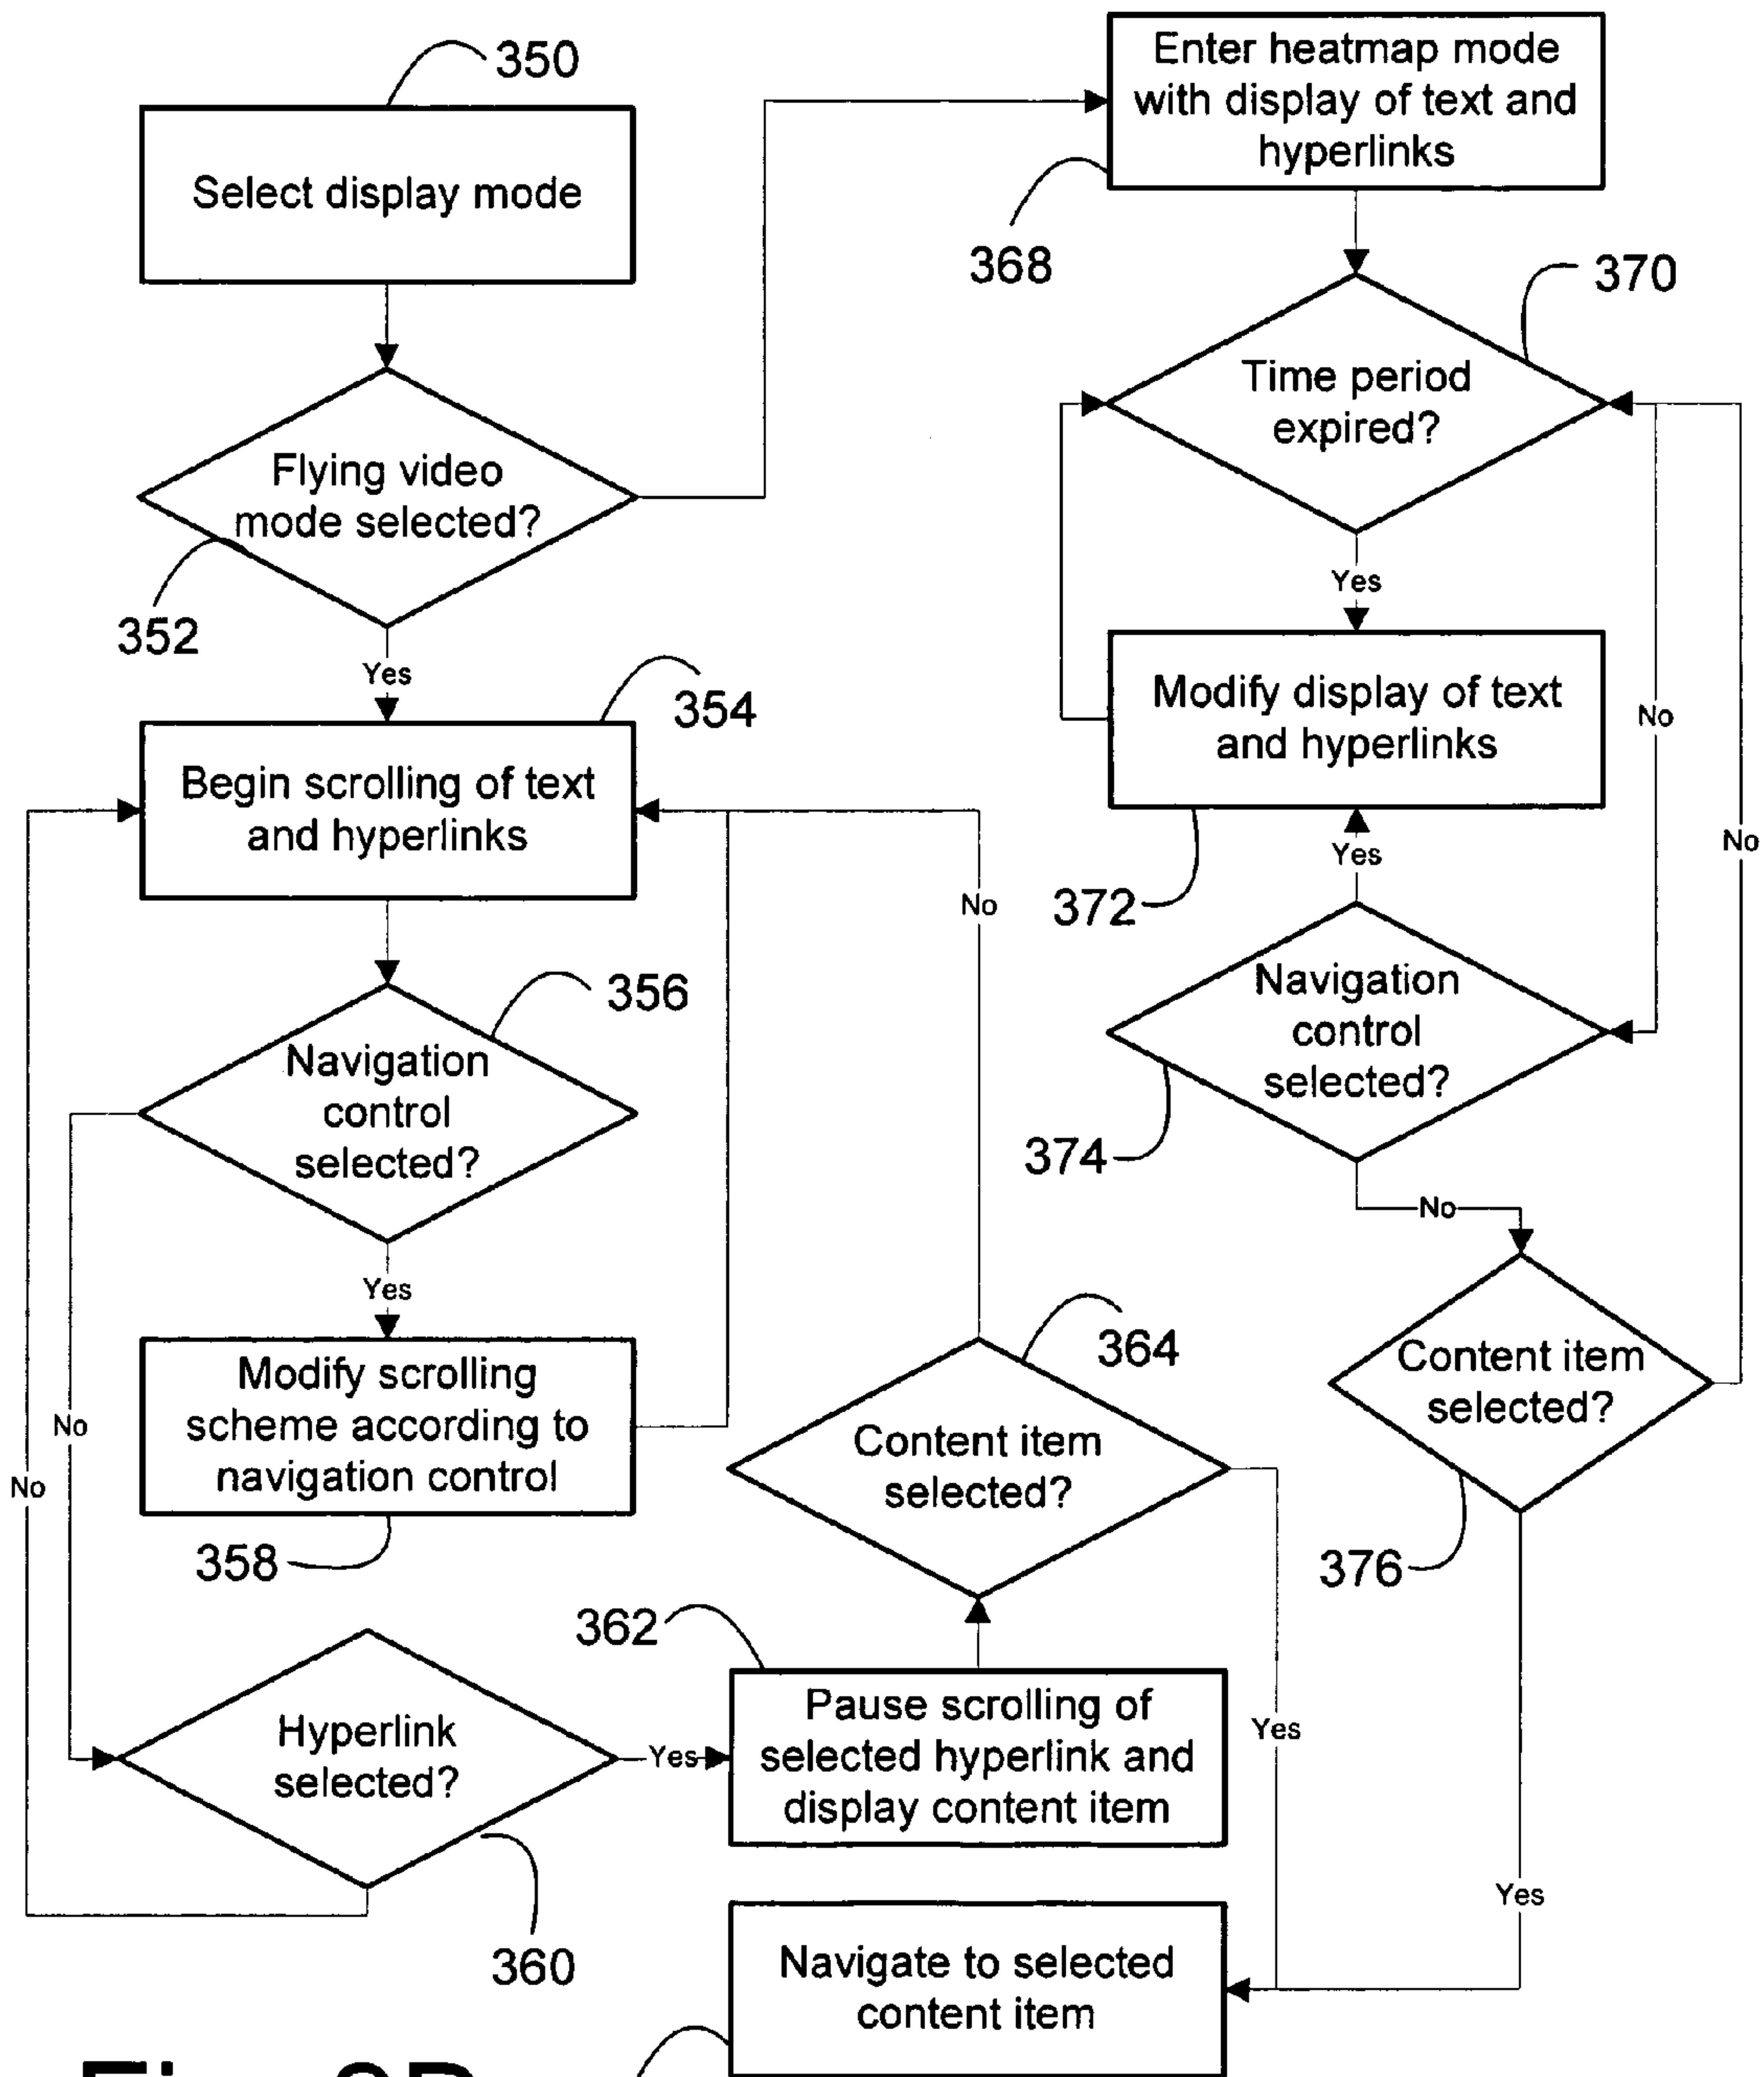 350
Select display mode
Flying video
mode selected?
352
Yes
354
Begin scrolling of text
and hyperlinks
356
Navigation
control
selected?
Yes
Modify scrolling
scheme according to
navigation control
358
No
No
Hyperlink
selected?
360
Yes
362
Pause scrolling of
selected hyperlink and
display content item
364
Content item
selected?
No
Yes
Navigate to selected
content item
Enter heatmap mode
with display of text and
hyperlinks
368
370
Time period
expired?
Yes
No
No
Modify display of text
and hyperlinks
372
Yes
Navigation
control
selected?
374
No
Content item
selected?
376
Yes